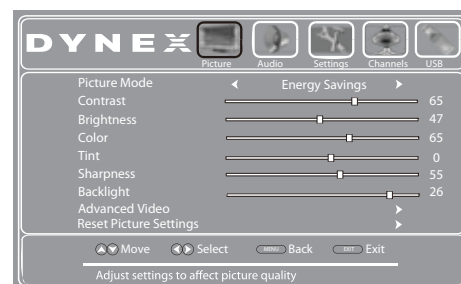 DYNEX
Picture Audio Settings Channels USB
Picture Mode Energy Savings
Contrast 65
Brightness 47
Color 65
Tint 0
Sharpness 55
Backlight 26
Advanced Video
Reset Picture Settings
Move Select MENU Back EXIT Exit
Adjust settings to affect picture quality